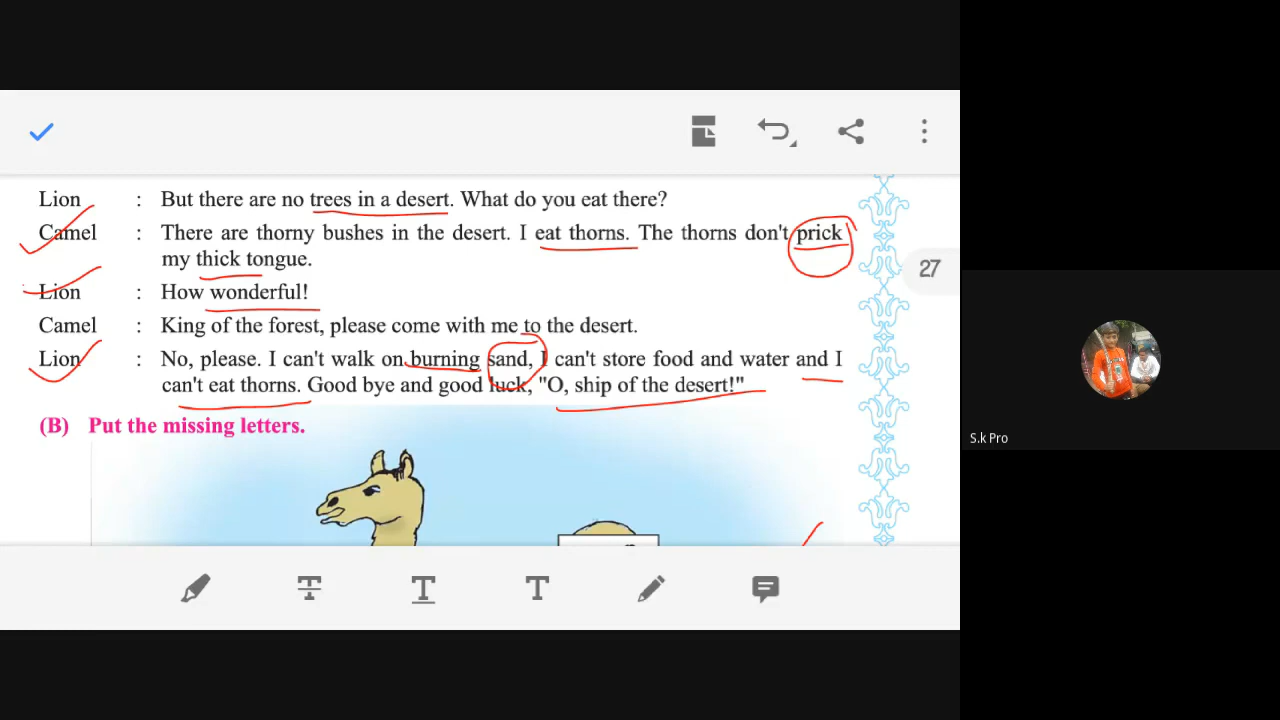 Lion : But there are no trees in a desert. What do you eat there?
Camel : There are thorny bushes in the desert. I eat thorns. The thorns don't prick
my thick tongue.
Lion : How wonderful!
Camel : King of the forest, please come with me to the desert.
Lion : No, please. I can't walk on burning sand, I can't store food and water and I
can't eat thorns. Good bye and good luck, "O, ship of the desert!"
(B) Put the missing letters.
27
S.k Pro